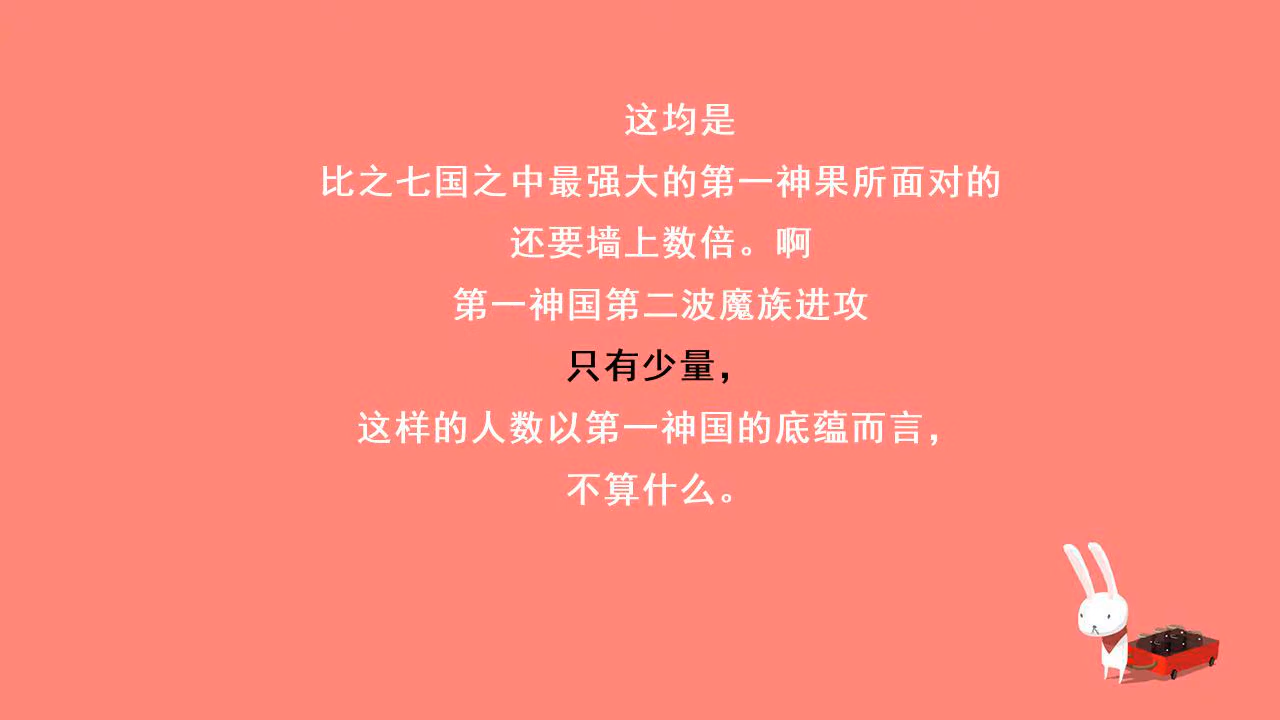 这均是
比之七国之中最强大的第一神果所面对的
还要墙上数倍。啊
第一神国第二波魔族进攻
只有少量，
这样的人数以第一神国的底蕴而言，
不算什么。